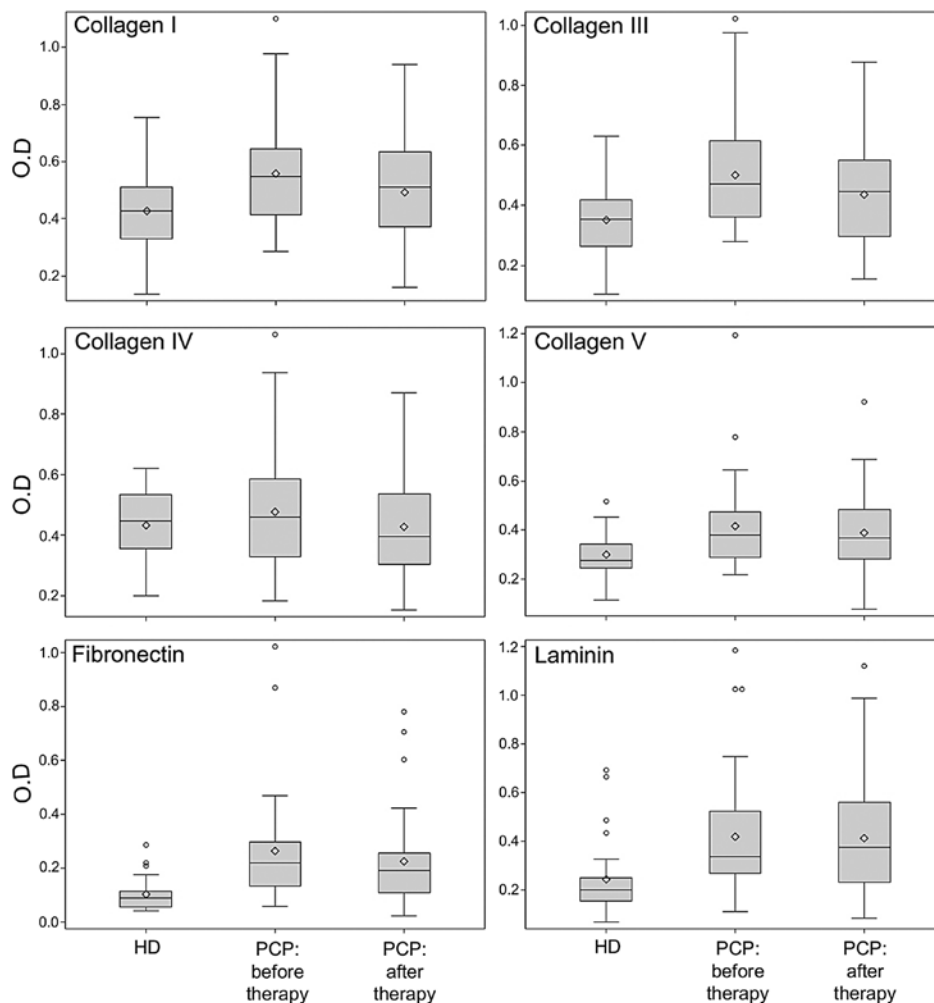 Collagen I
Collagen III
1.0
0.8
0.6
0.4
0.2
O.D
1.0
0.8
0.6
0.4
0.2
Collagen IV
Collagen V
1.0
0.8
0.6
0.4
0.2
O.D
1.2
1.0
0.8
0.6
0.4
0.2
Fibronectin
Laminin
1.0
0.8
0.6
0.4
0.2
0.0
O.D
1.2
1.0
0.8
0.6
0.4
0.2
HD
PCP:
before
therapy
PCP:
after
therapy
HD
PCP:
before
therapy
PCP:
after
therapy